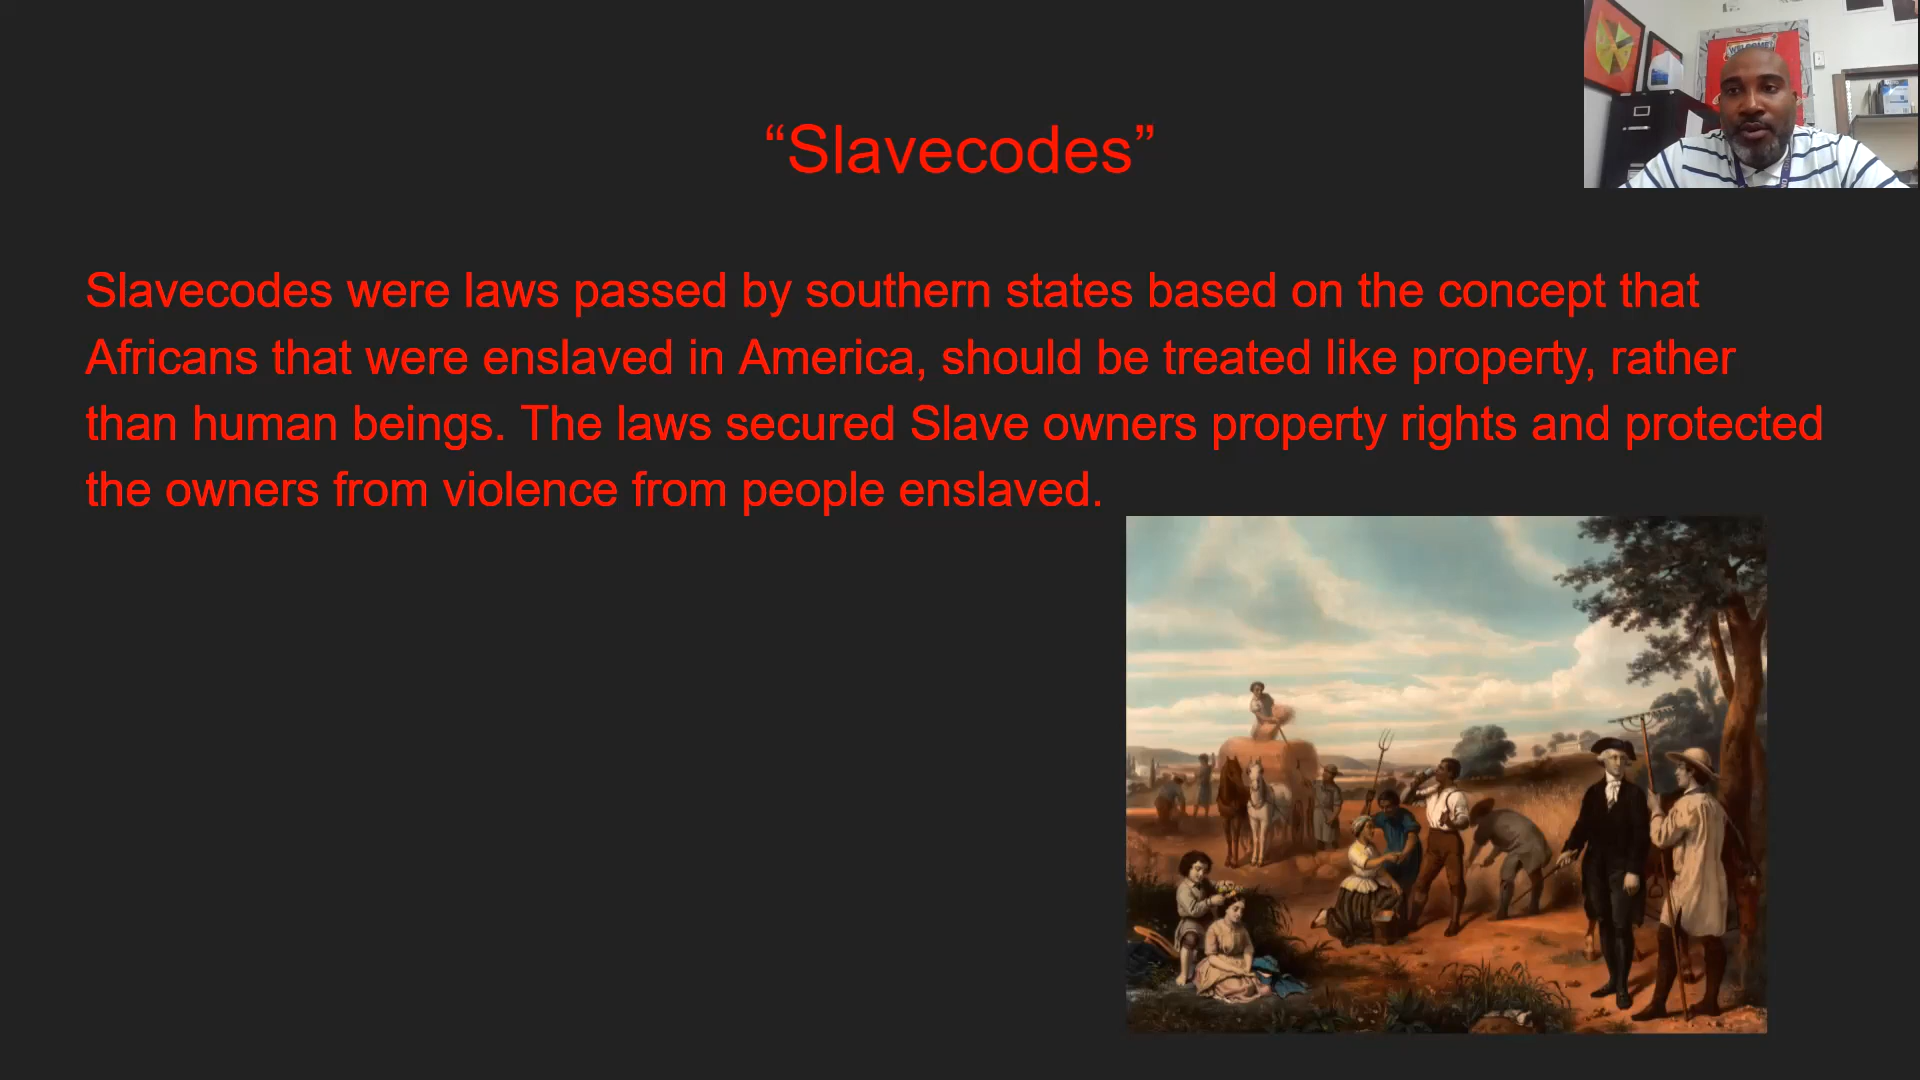 “Slavecodes”
Slavecodes were laws passed by southern states based on the concept that
Africans that were enslaved in America, should be treated like property, rather
than human beings. The laws secured Slave owners property rights and protected
the owners from violence from people enslaved.
WELCOME!